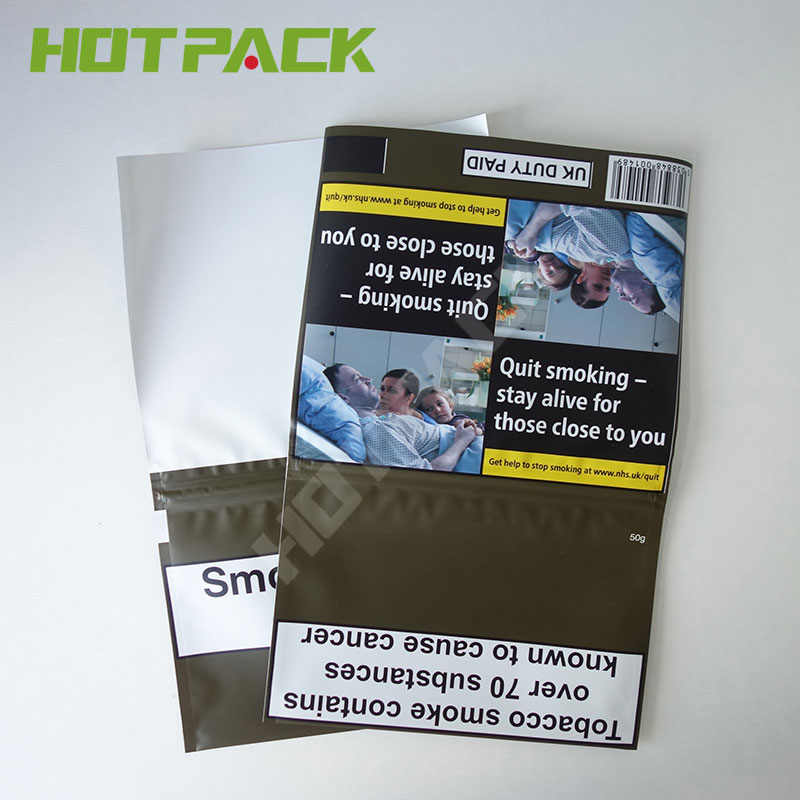 HOTPACK
UK DUTY PAID
Get help to stop smoking at www.nhs.uk/quit
Quit smoking –
stay alive for
those close to you
Quit smoking –
stay alive for
those close to you
Get help to stop smoking at www.nhs.uk/quit
50g
Smo
Tobacco smoke contains
over 70 substances
known to cause cancer